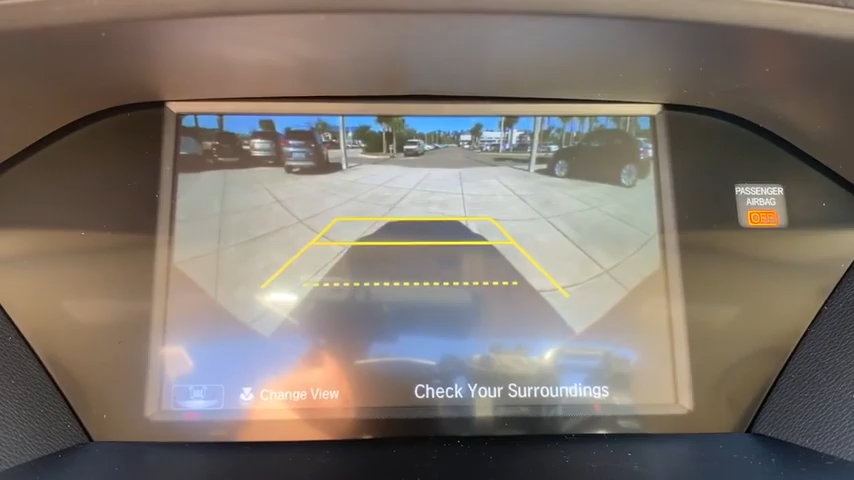 PASSENGER
AIRBAG
OFF
Change View
Check Your Surroundings